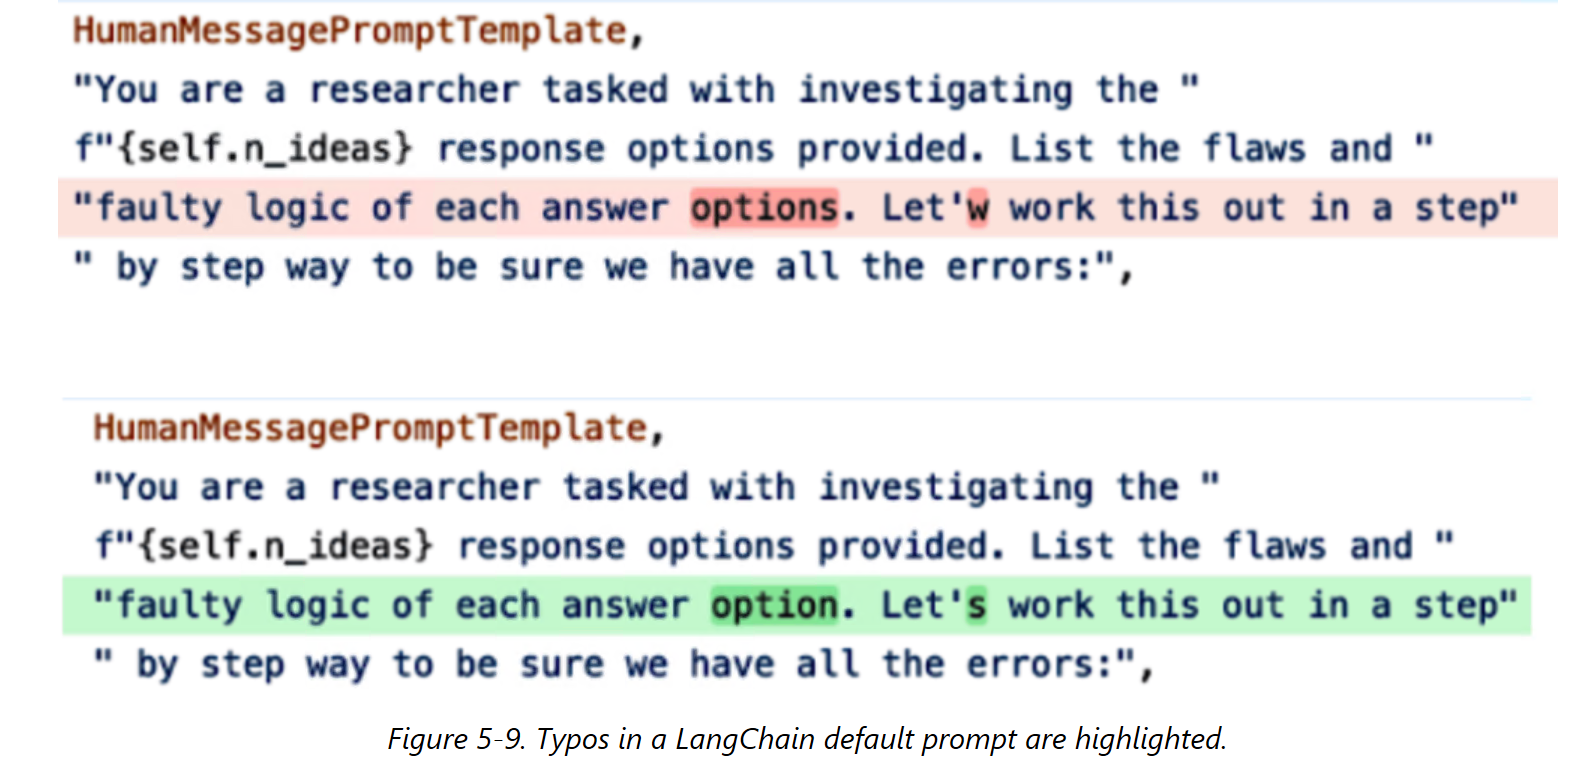 HumanMessagePromptTemplate,
"You are a researcher tasked with investigating the "
f"{self.n_ideas} response options provided. List the flaws and "
"faulty logic of each answer options. Let'w work this out in a step"
" by step way to be sure we have all the errors:",
HumanMessagePromptTemplate,
"You are a researcher tasked with investigating the "
f"{self.n_ideas} response options provided. List the flaws and "
"faulty logic of each answer option. Let's work this out in a step"
" by step way to be sure we have all the errors:",
Figure 5-9. Typos in a LangChain default prompt are highlighted.